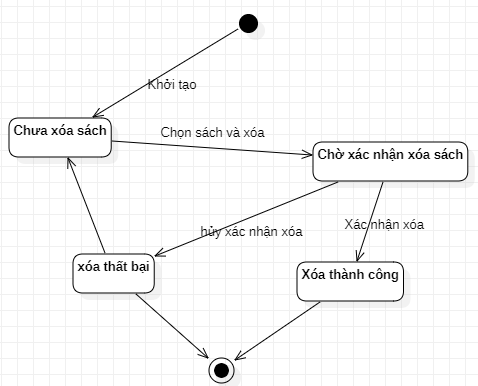 Khởi tạo
Chưa xóa sách
Chọn sách và xóa
Chờ xác nhận xóa sách
hủy xác nhận xóa
Xác nhận xóa
xóa thất bại
Xóa thành công